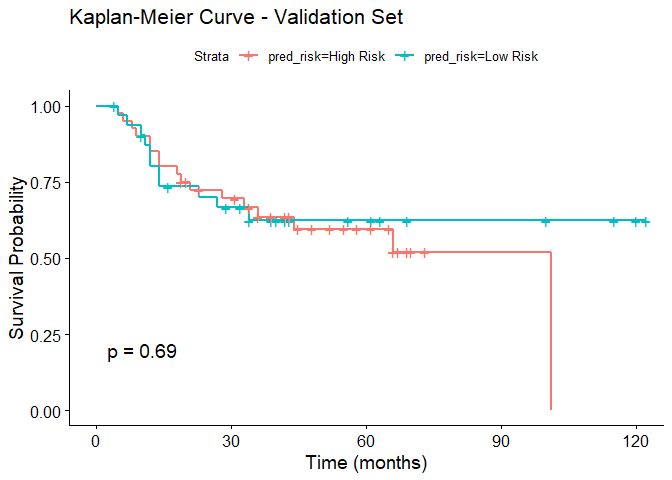 Kaplan-Meier Curve - Validation Set
Strata pred_risk=High Risk pred_risk=Low Risk
1.00
0.75
0.50
0.25
0.00
Survival Probability
p = 0.69
0 30 60 90 120
Time (months)